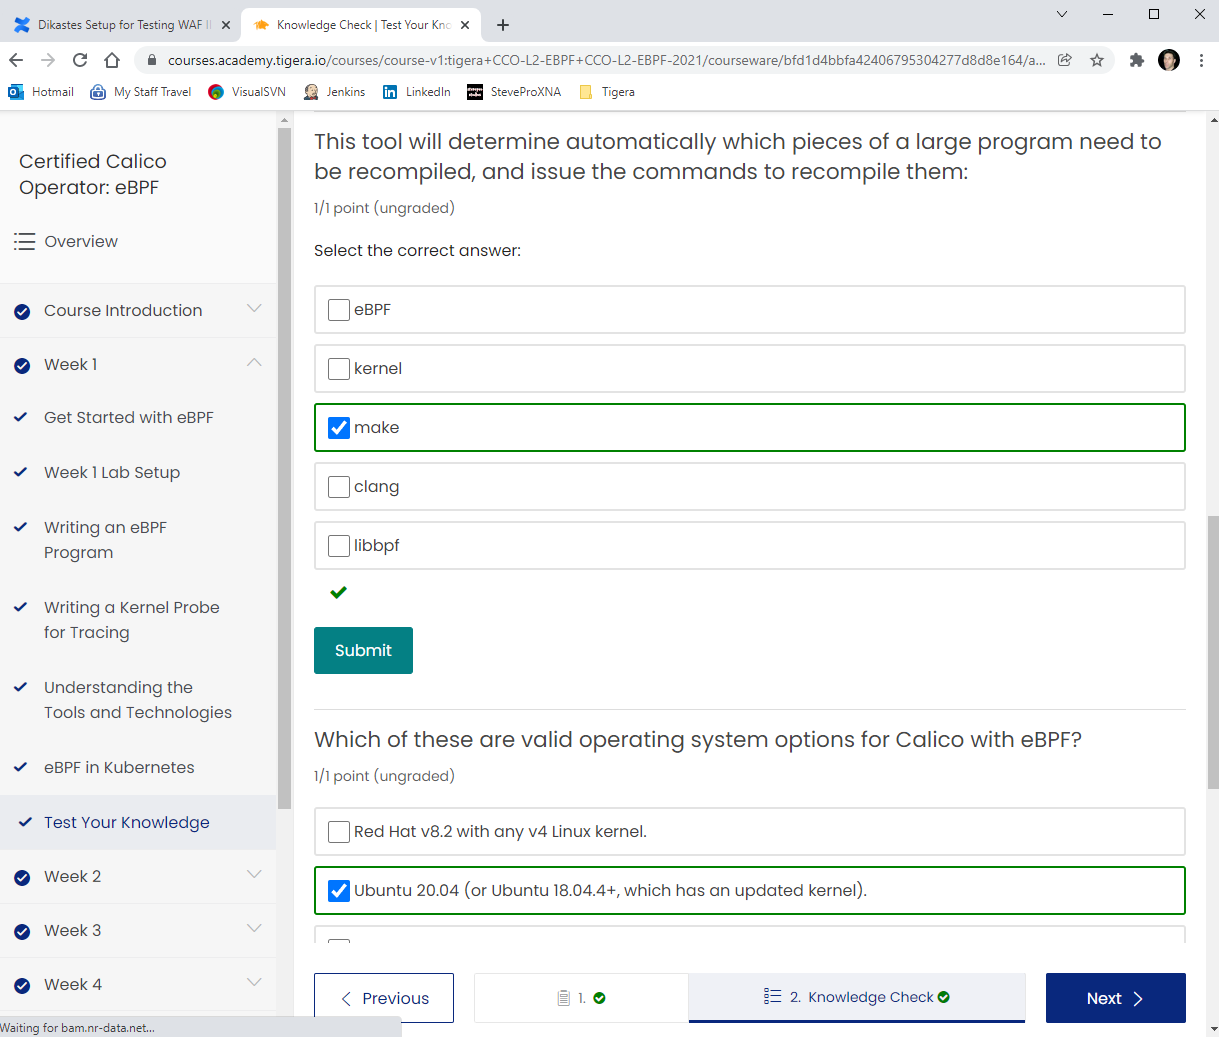 Dikastes Setup for Testing WAF
Knowledge Check | Test Your Kno
courses.academy.tigera.io/courses/course-v1:tigera+CCO-L2-EBPF+CCO-L2-EBPF-2021/courseware/bfd1d4bbfa42406795304277d8d8e164/a...
Hotmail
My Staff Travel
VisualSVN
Jenkins
LinkedIn
SteveProXNA
Tigera
Certified Calico
Operator: eBPF
Overview
Course Introduction
Week 1
Get Started with eBPF
Week 1 Lab Setup
Writing an eBPF
Program
Writing a Kernel Probe
for Tracing
Understanding the
Tools and Technologies
eBPF in Kubernetes
Test Your Knowledge
Week 2
Week 3
Week 4
This tool will determine automatically which pieces of a large program need to
be recompiled, and issue the commands to recompile them:
1/1 point (ungraded)
Select the correct answer:
eBPF
kernel
make
clang
libbpf
Submit
Which of these are valid operating system options for Calico with eBPF?
1/1 point (ungraded)
Red Hat v8.2 with any v4 Linux kernel.
Ubuntu 20.04 (or Ubuntu 18.04.4+, which has an updated kernel).
Previous
1.
2. Knowledge Check
Next
Waiting for bam.nr-data.net...